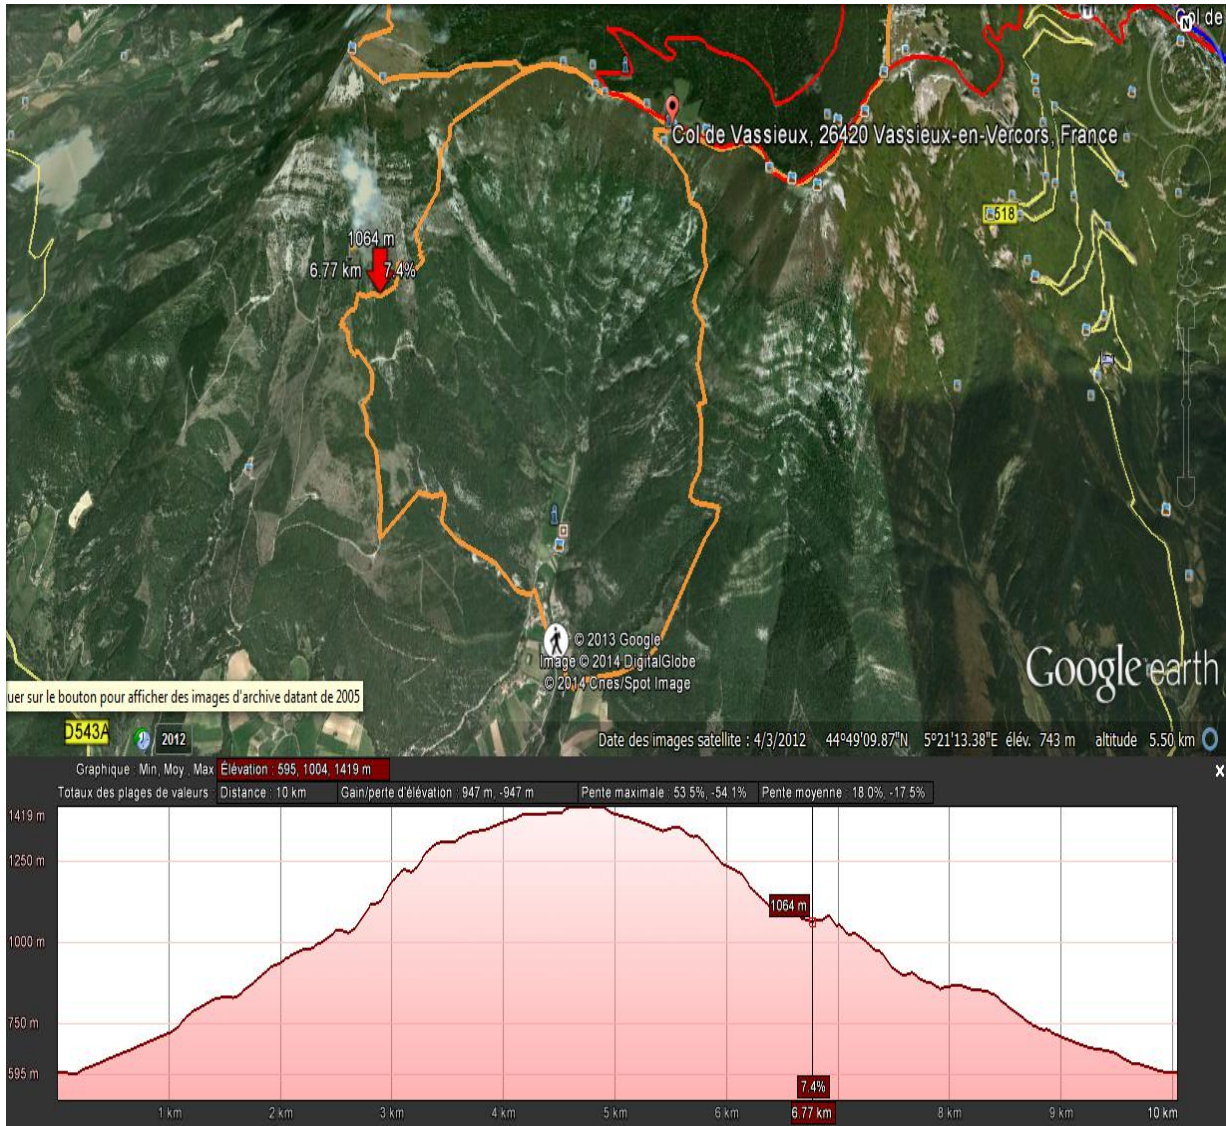 Col de
N
Col de Vassieux, 26420 Vassieux-en-Vercors, France
518
1064 m
6.77 km 7.4%
© 2013 Google
Image © 2014 DigitalGlobe
© 2014 Cnes/Spot Image
Google earth
uer sur le bouton pour afficher des images d'archive datant de 2005
D543A
2012
Date des images satellite : 4/3/2012 44°49'09.87"N 5°21'13.38"E élév. 743 m altitude 5.50 km
Graphique : Min, Moy., Max Élévation : 595, 1004, 1419 m
x
Totaux des plages de valeurs : Distance : 10 km Gain/perte d'élévation : 947 m, -947 m Pente maximale : 53.5%, -54.1% Pente moyenne : 18.0%, -17.5%
1419 m
1250 m
1064 m
1000 m
750 m
595 m
7.4%
1 km 2 km 3 km 4 km 5 km 6 km 6.77 km 8 km 9 km 10 km